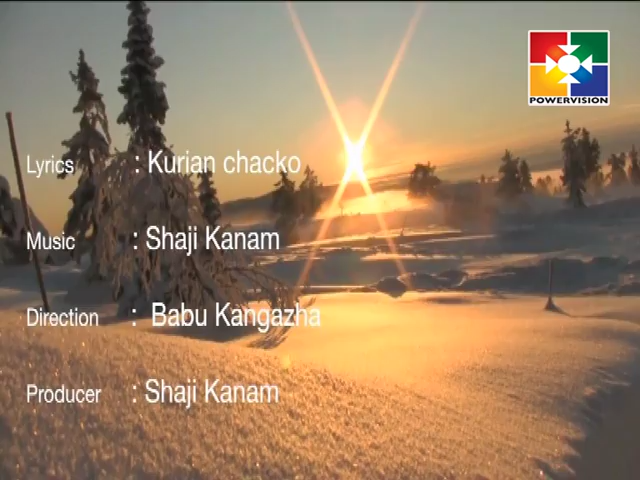 POWERVISION
Lyrics : Kurian chacko
Music : Shaji Kanam
Direction : Babu Kangazha
Producer : Shaji Kanam